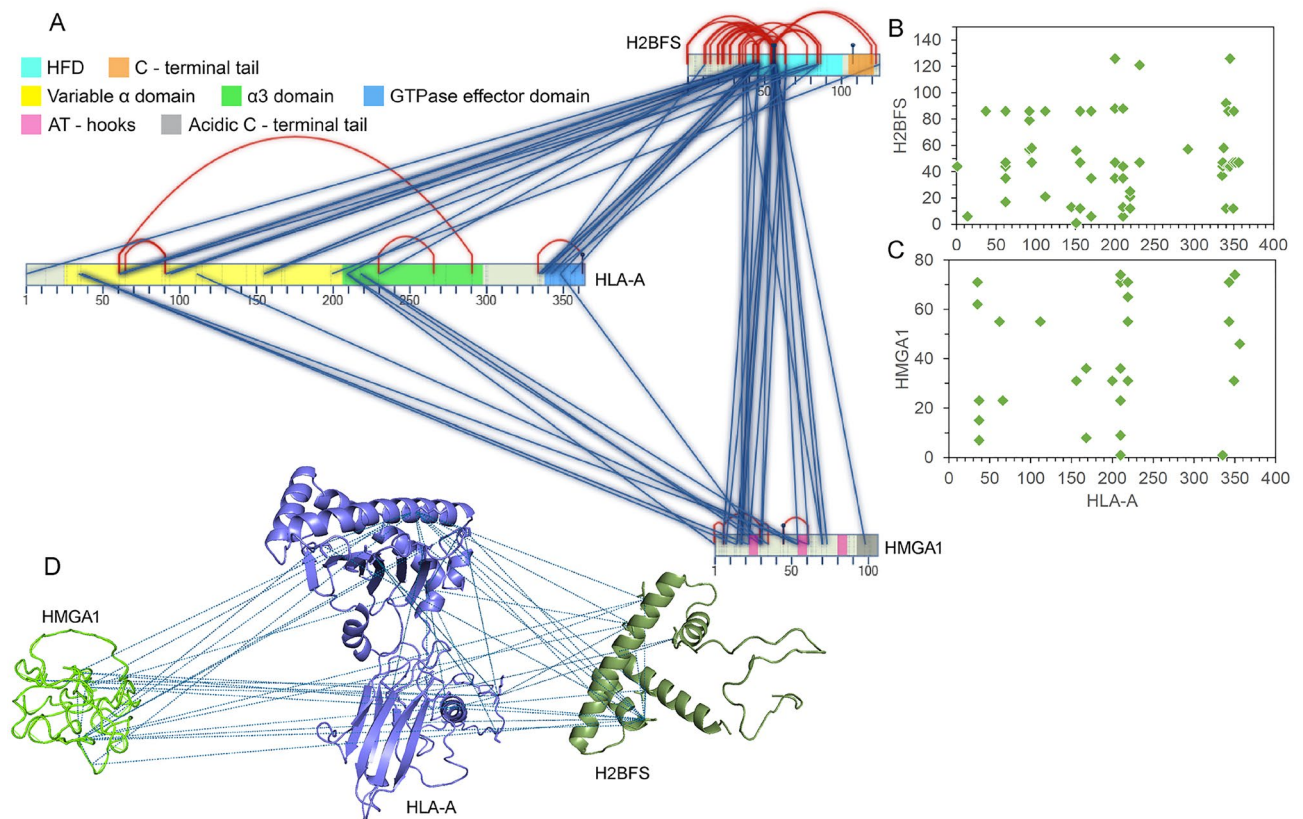 A
H2BFS
HFD C - terminal tail
Variable α domain α3 domain GTPase effector domain
AT - hooks Acidic C - terminal tail
50 100
HLA-A
1 50 100 150 200 250 300 350
HMGA1
1 50 100
B
H2BFS
140
120
100
80
60
40
20
0
0 50 100 150 200 250 300 350 400
C
HMGA1
80
60
40
20
0
0 50 100 150 200 250 300 350 400
HLA-A
D
HMGA1
HLA-A
H2BFS